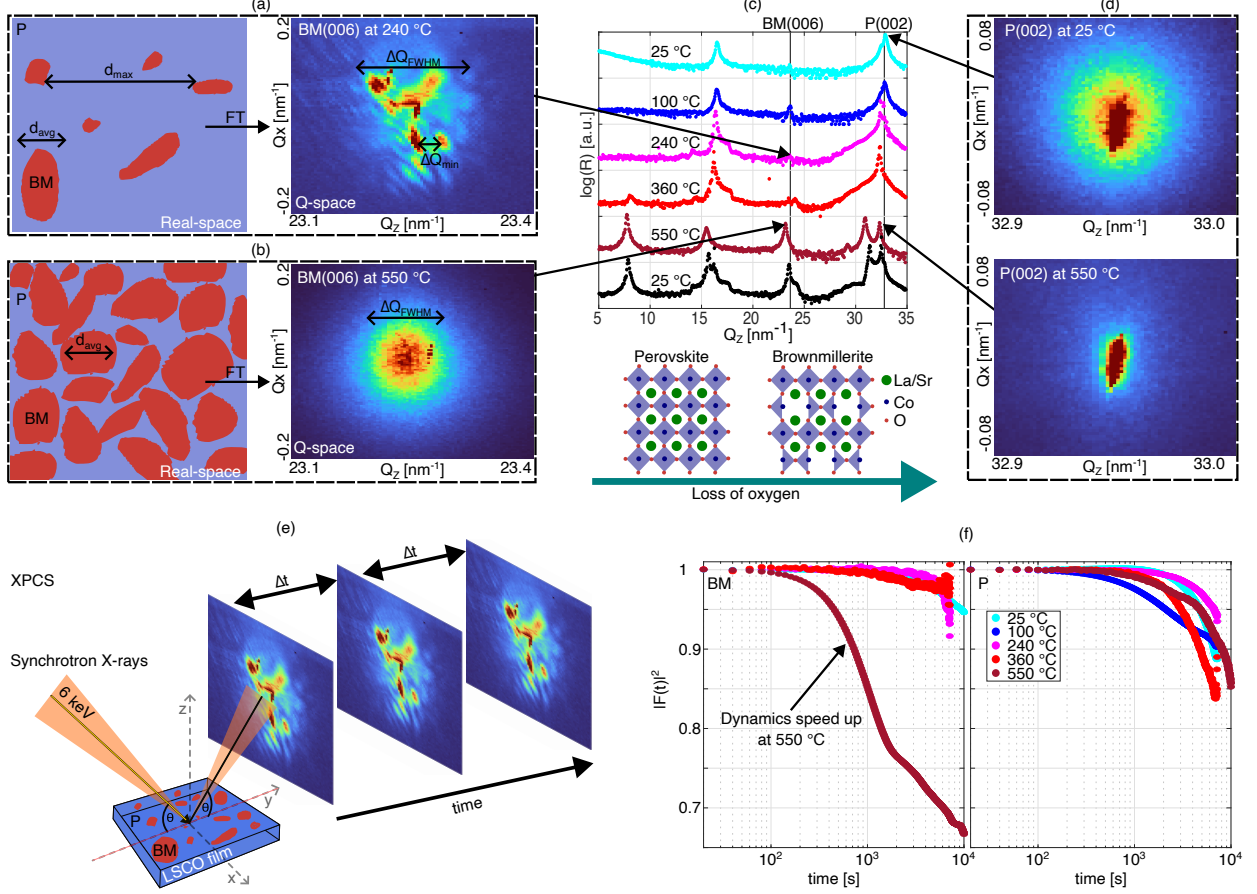 (a)
P
d_max
d_avg
BM
Real-space
FT
BM(006) at 240 °C
ΔQ_FWHM
ΔQ_min
Q-space
0.2
Qx [nm⁻¹]
-0.2
23.1
Q_z [nm⁻¹]
23.4
(b)
P
d_avg
BM
Real-space
FT
BM(006) at 550 °C
ΔQ_FWHM
Q-space
0.2
Qx [nm⁻¹]
-0.2
23.1
Q_z [nm⁻¹]
23.4
(c)
BM(006)
P(002)
25 °C
100 °C
240 °C
360 °C
550 °C
25 °C
log(R) [a.u.]
5 10 15 20 25 30 35
Q_z [nm⁻¹]
Perovskite
Brownmillerite
La/Sr
Co
O
Loss of oxygen
(d)
P(002) at 25 °C
0.08
Qx [nm⁻¹]
-0.08
32.9
Q_z [nm⁻¹]
33.0
P(002) at 550 °C
0.08
Qx [nm⁻¹]
-0.08
32.9
Q_z [nm⁻¹]
33.0
(e)
XPCS
Δt
Δt
Synchrotron X-rays
6 keV
z
y
x
θ
θ
P
BM
LSCO film
time
(f)
BM
P
1
0.9
0.8
0.7
|F(t)|²
Dynamics speed up
at 550 °C
25 °C
100 °C
240 °C
360 °C
550 °C
10² 10³ 10⁴
time [s]
10² 10³ 10⁴
time [s]